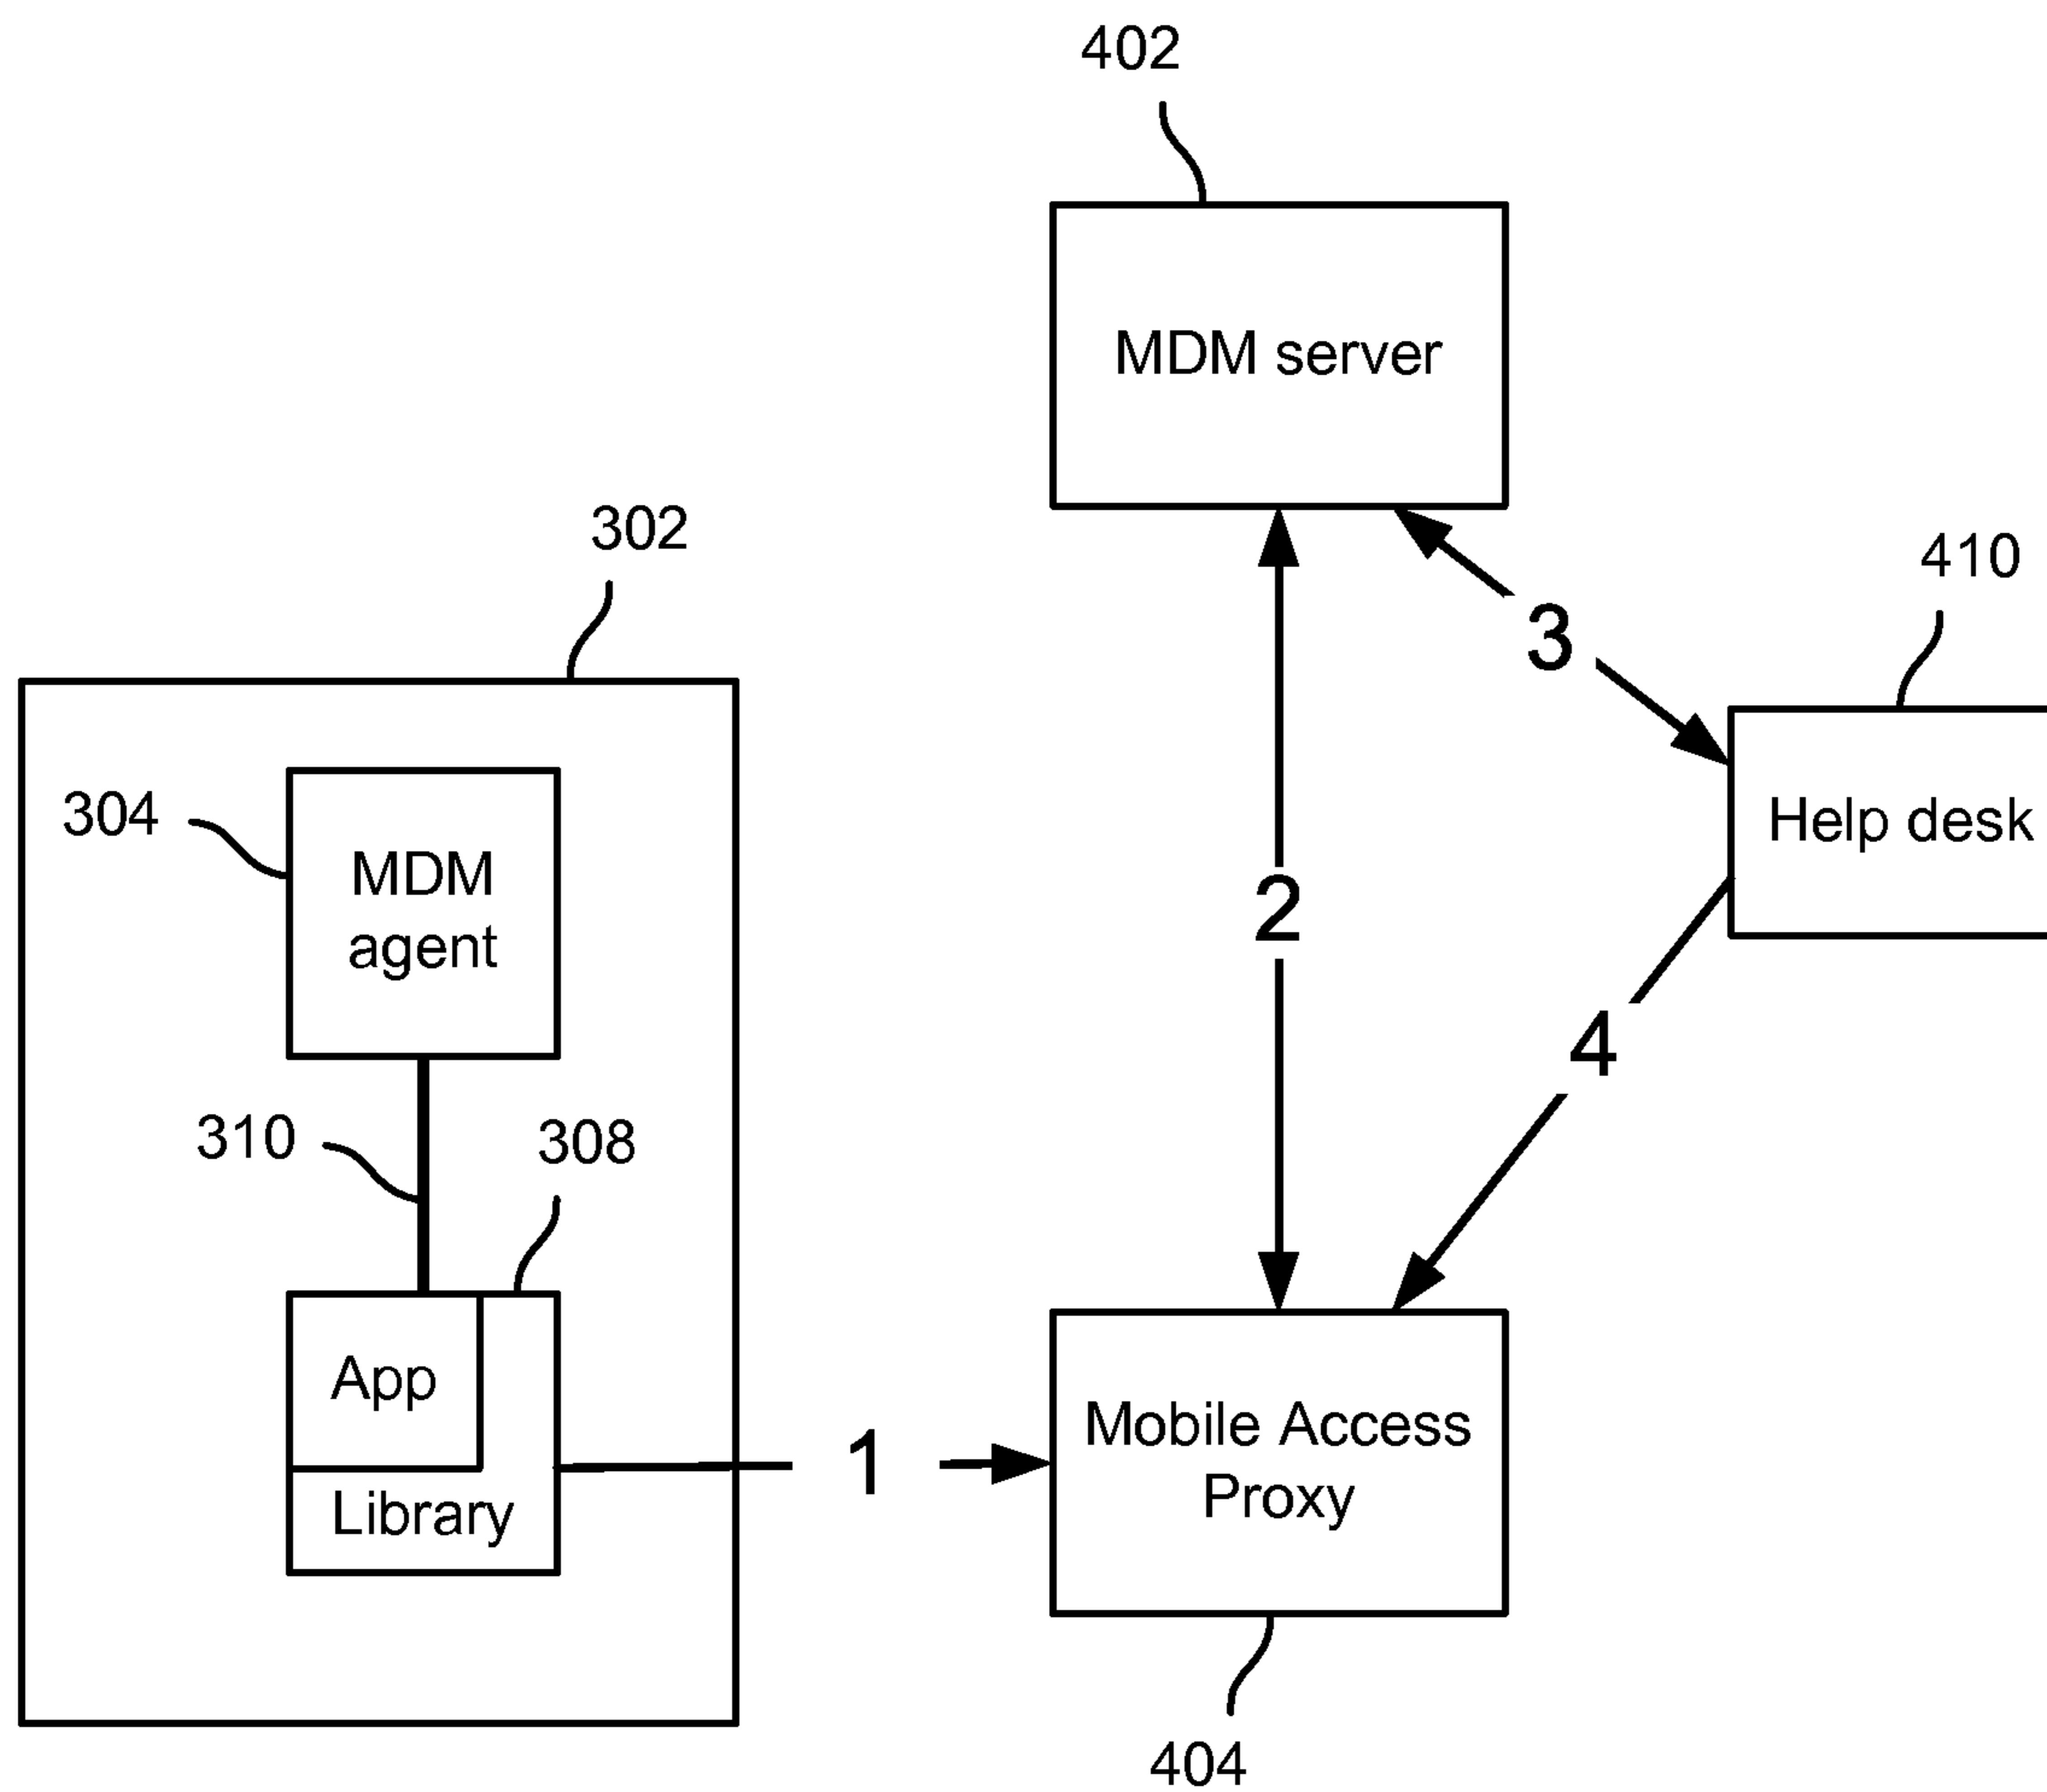 402
MDM server
302
410
3
304
MDM
agent
Help desk
2
4
310
308
App
Library
1
Mobile Access
Proxy
404